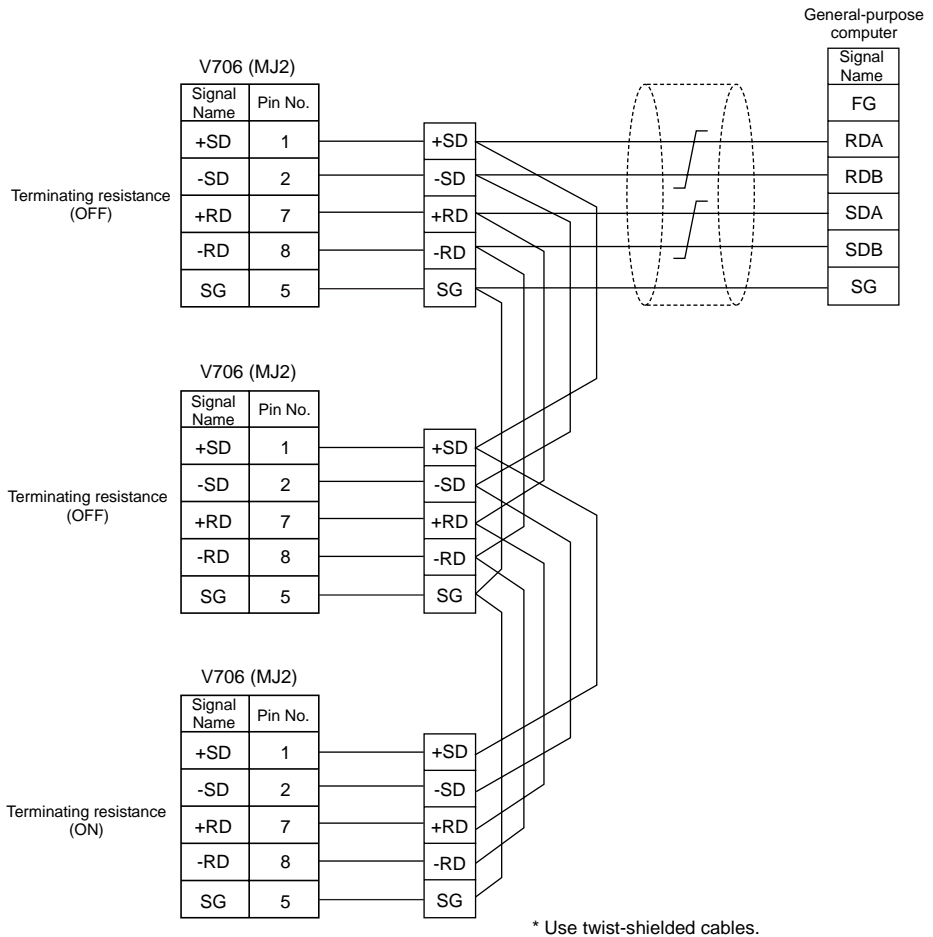 General-purpose
computer
Signal
Name
FG
RDA
RDB
SDA
SDB
SG
V706 (MJ2)
Signal
Name
Pin No.
+SD 1 +SD
-SD 2 -SD
+RD 7 +RD
-RD 8 -RD
SG 5 SG
Terminating resistance
(OFF)
V706 (MJ2)
Signal
Name
Pin No.
+SD 1 +SD
-SD 2 -SD
+RD 7 +RD
-RD 8 -RD
SG 5 SG
Terminating resistance
(OFF)
V706 (MJ2)
Signal
Name
Pin No.
+SD 1 +SD
-SD 2 -SD
+RD 7 +RD
-RD 8 -RD
SG 5 SG
Terminating resistance
(ON)
* Use twist-shielded cables.